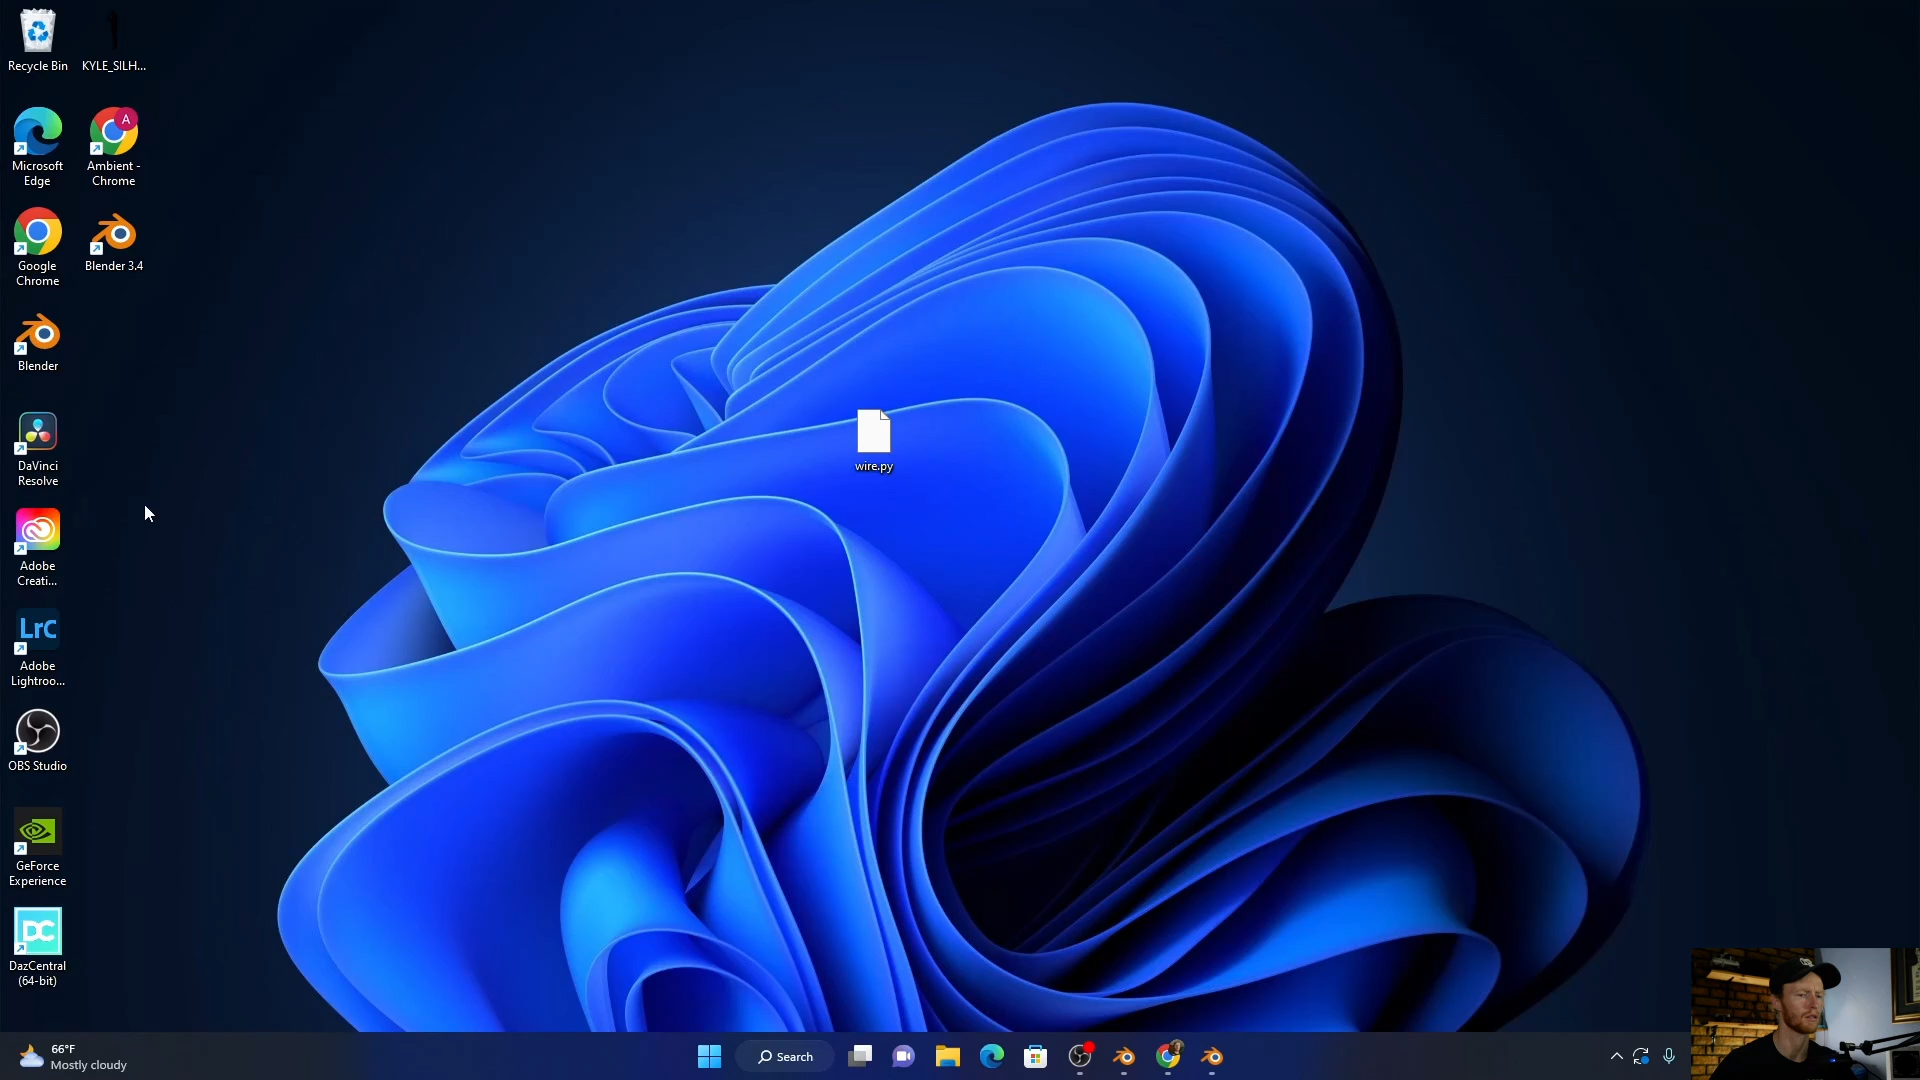 Recycle Bin
KYLE_SILH...
Microsoft
Edge
A
Ambient -
Chrome
Google
Chrome
Blender 3.4
Blender
DaVinci
Resolve
wire.py
Adobe
Creati...
LrC
Adobe
Lightroo...
OBS Studio
GeForce
Experience
DC
DazCentral
(64-bit)
66°F
Mostly cloudy
Search